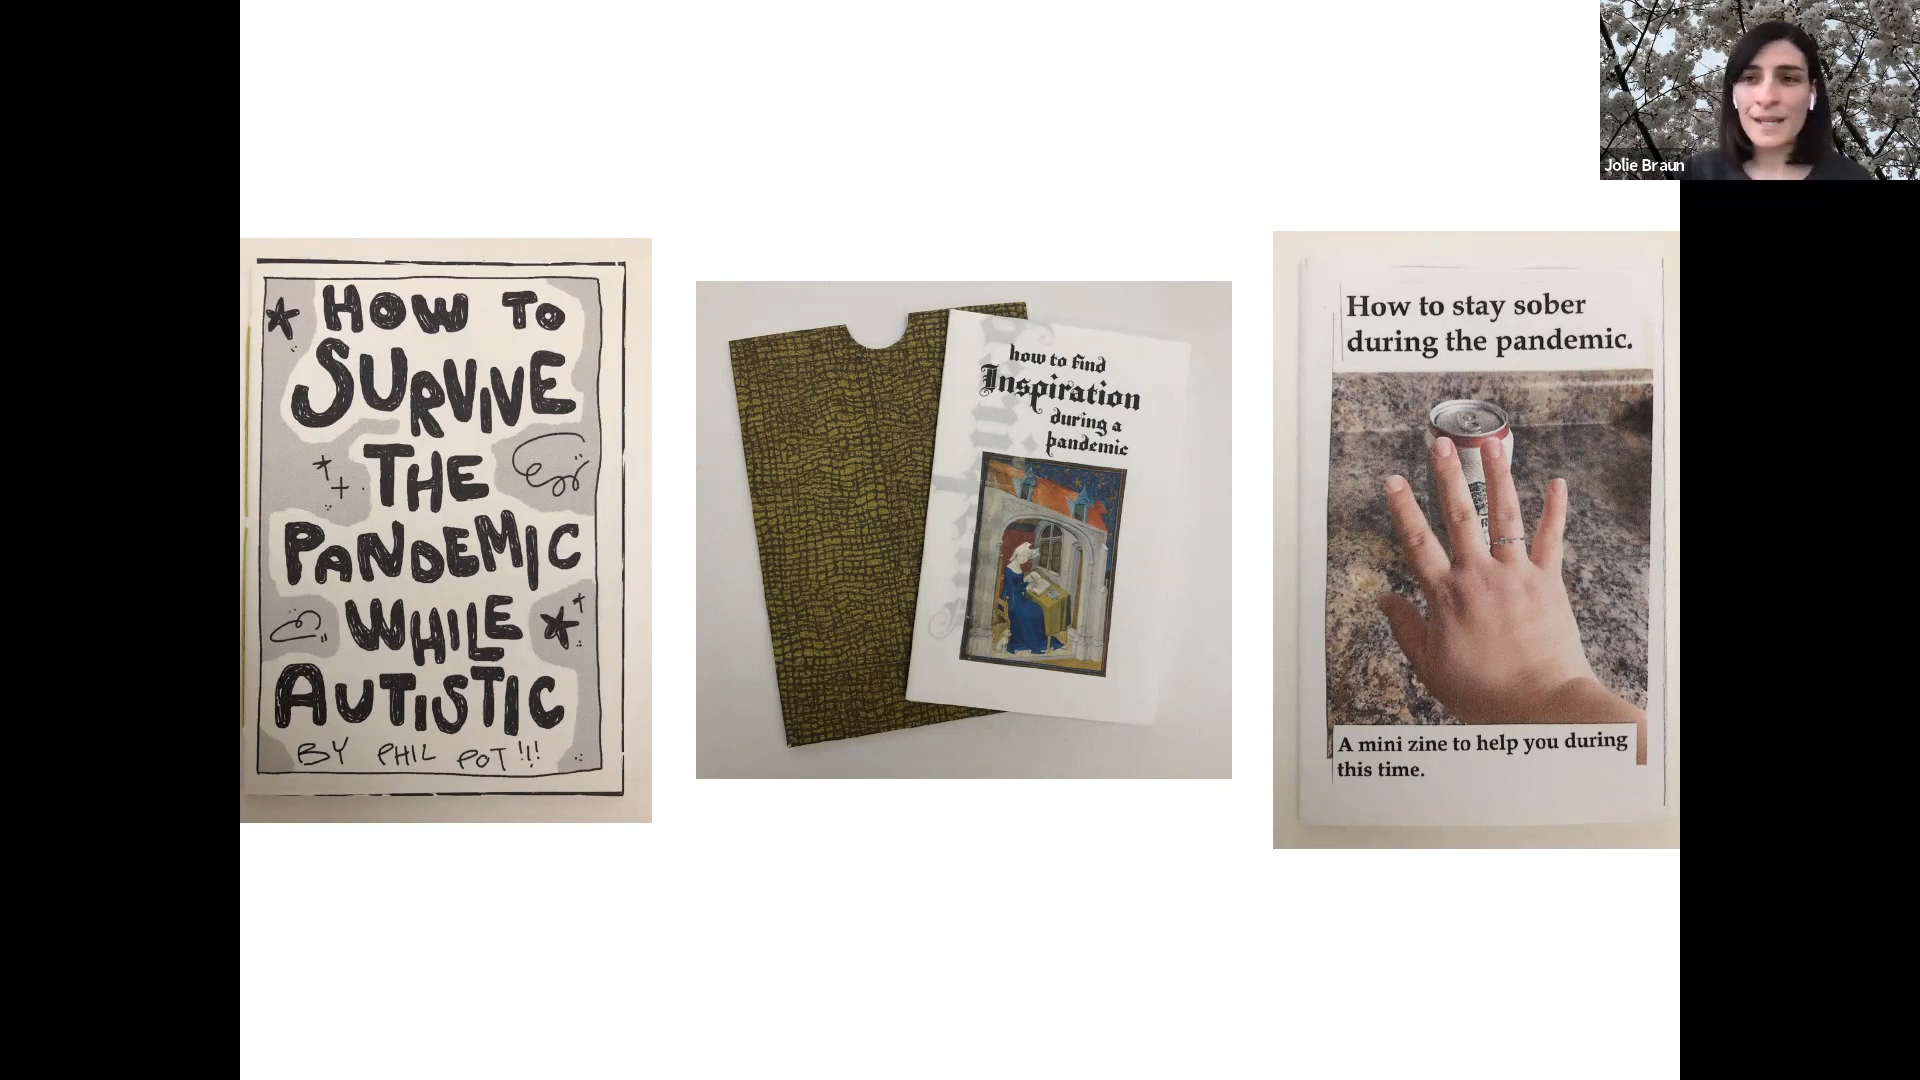 Jolie Braun
HOW TO
SURVIVE
THE
PANDEMIC
WHILE
AUTISTIC
BY PHIL POT!!!
how to find
Inspiration
during a
pandemic
How to stay sober
during the pandemic.
A mini zine to help you during
this time.